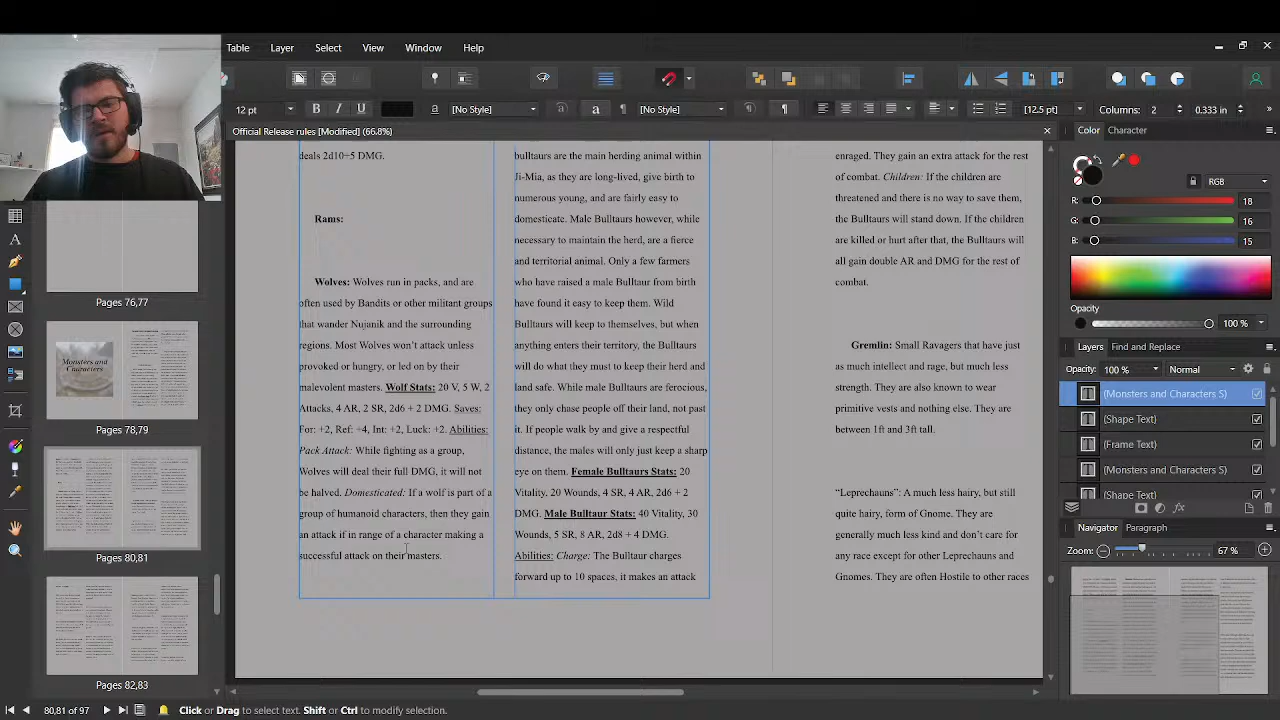 Table Layer Select View Window Help
12 pt B I U a [No Style] a a ¶ [No Style] ¶ ¶ [12.5 pt] Columns: 2 0.333 in »
Official Release rules [Modified] (66.8%)
Pages 76,77
Monsters and
Characters
Pages 78,79
Pages 80,81
Pages 82,83
deals 2d10+5 DMG.
Rams:
Wolves: Wolves run in packs, and are
often used by Bandits or other militant groups
that wander Nujanik and the surrounding
regions. Most Wolves won't attack unless
provoked, hungry, or led on by their
malevolent masters. Wolf Stats: 20 V, 5 W, 2
Attacks, 4 AR, 2 SR, 2d6 + 2 DMG. Saves:
For: +2, Ref: +4, Int: +2, Luck: +2. Abilities:
Pack Attack: While fighting as a group,
Wolves will deal their full DMG, it will not
be halved. Domesticated: If a wolf is part of a
group of humanoid characters, then they gain
an attack if in range of a character making a
successful attack on their masters.
bulltaurs are the main herding animal within
Ji-Mia, as they are long-lived, give birth to
numerous young, and are fairly easy to
domesticate. Male Bulltaurs however, while
necessary to maintain the herd, are a fierce
and territorial animal. Only a few farmers
who have raised a male Bulltaur from birth
have found it easy to keep them. Wild
Bulltaurs will keep to themselves, but when
anything enters their territory, the Bulltaurs
will do what they must to keep their herd and
land safe. While male Bulltaurs are ferocious,
they only chase people off their land, not past
it. If people walk by and give a respectful
distance, the males will only just keep a sharp
eye on them. Female Bulltaurs Stats: 20
Vitality, 20 Wounds, 4 SR, 4 AR, 2d6 + 2
DMG. Male Bulltaur Stats: 40 Vitality, 30
Wounds, 5 SR, 8 AR, 2d8 + 4 DMG.
Abilities: Charge: The Bulltaur charges
forward up to 10 spaces, it makes an attack
enraged. They gain an extra attack for the rest
of combat. Children: If the children are
threatened and there is no way to save them,
the Bulltaurs will stand down. If the children
are killed or hurt after that, the Bulltaurs will
all gain double AR and DMG for the rest of
combat.
Gremlin: Small Ravagers that have just
as much intellect and rage, but much less
strength. They are also known to wear
primitive vests and nothing else. They are
between 1ft and 3ft tall.
"Leprechauns": A much less hairy, but still
quite hairy, form of Gnome. They are
generally much less kind and don't care for
any race except for other Leprechauns and
Gnomes. They are often Hostile to other races
Color Character
RGB
R: 18
G: 16
B: 15
Opacity
100 %
Layers Find and Replace
100 % Normal
(Monsters and Characters S)
(Shape Text)
(Frame Text)
(Monsters and Characters S)
Navigator Paragraph
Zoom: 67 %
80,81 of 97 Click or Drag to select text. Shift or Ctrl to modify selection.